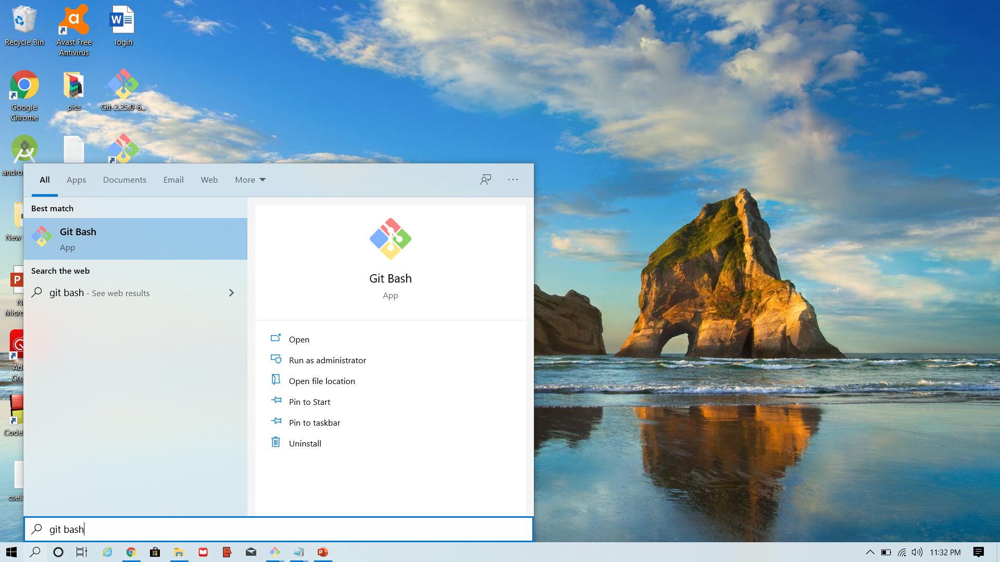 Recycle Bin
Avast Free
Antivirus
login
Google
Chrome
pics
Git-2.25.0-6...
andro
New
N
Micro
Ad
Cre
Code
cse3
All
Apps
Documents
Email
Web
More
Best match
Git Bash
App
Search the web
git bash - See web results
Git Bash
App
Open
Run as administrator
Open file location
Pin to Start
Pin to taskbar
Uninstall
git bash
11:32 PM